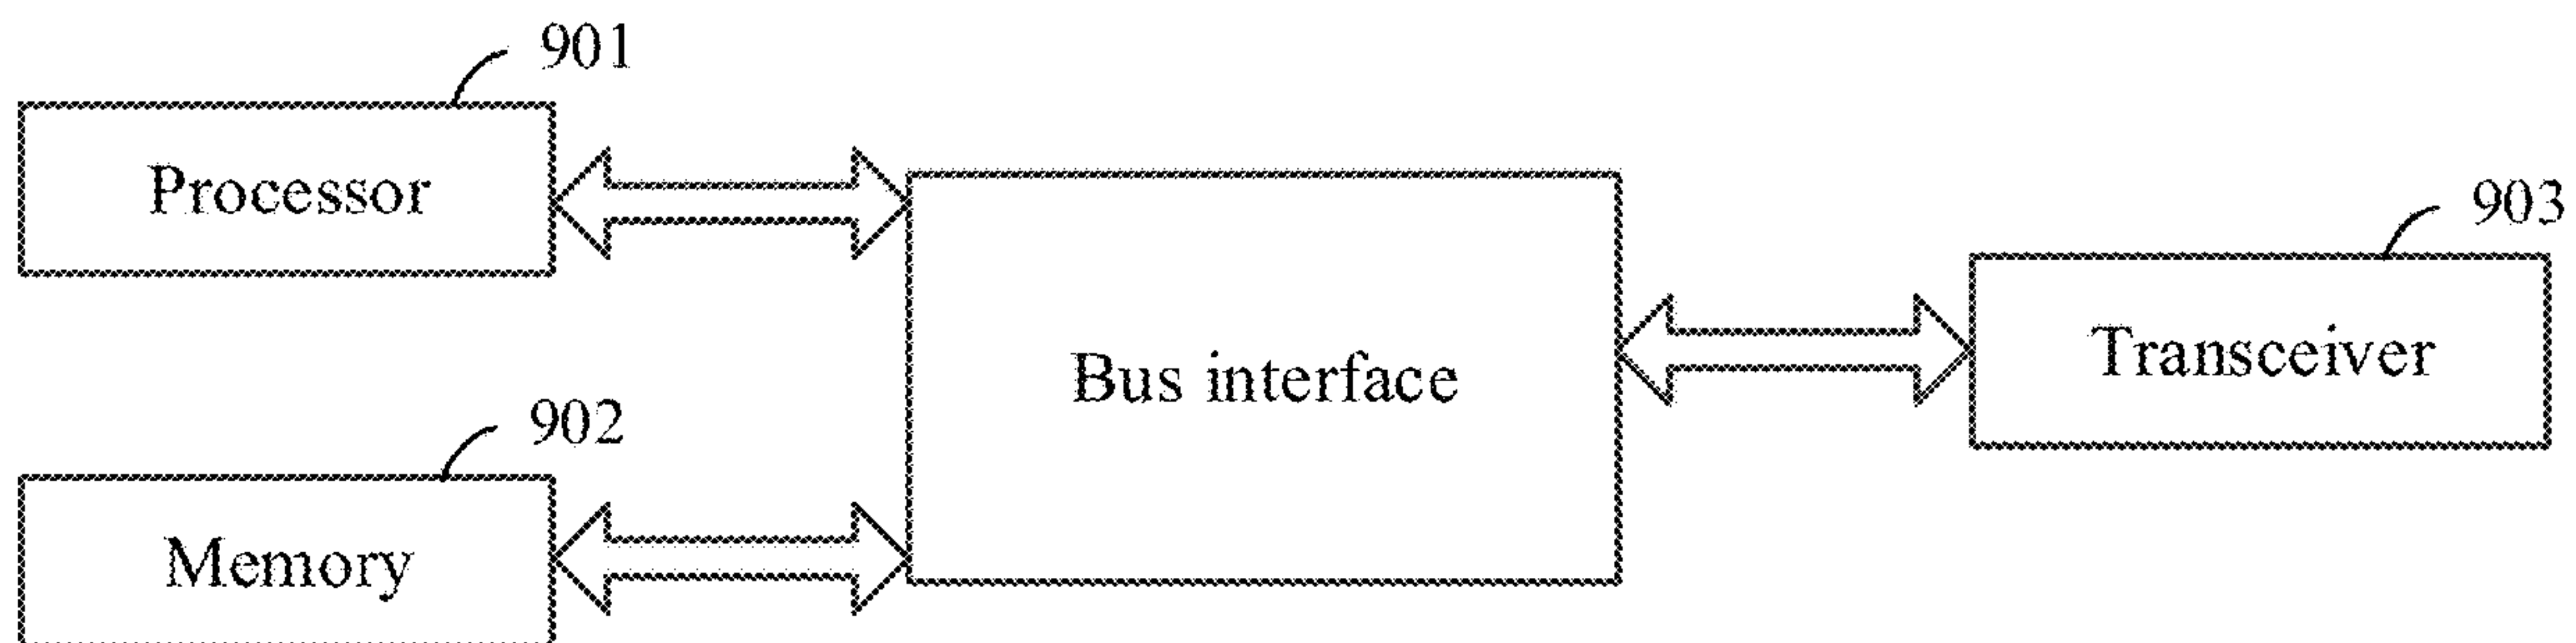 901
Processor
903
Bus interface
Transceiver
902
Memory